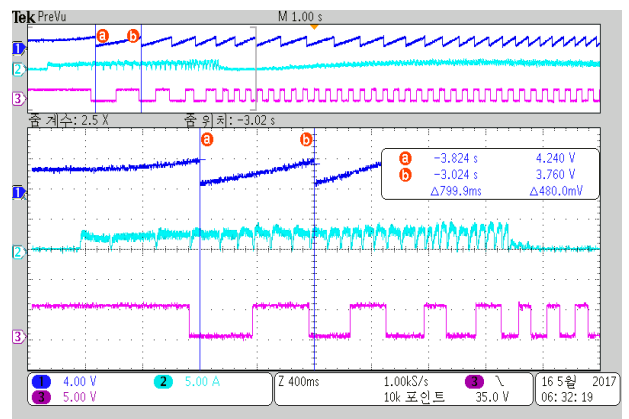 Tek PreVu M 1.00 s
a b
1
2
3
줌 계수: 2.5 X 줌 위치: -3.02 s
a b
a -3.824 s 4.240 V
b -3.024 s 3.760 V
△799.9ms △480.0mV
1
2
3
1 4.00 V 2 5.00 A Z 400ms 1.00kS/s 3 \ 16 5월 2017
3 5.00 V 10k 포인트 35.0 V 06: 32: 19